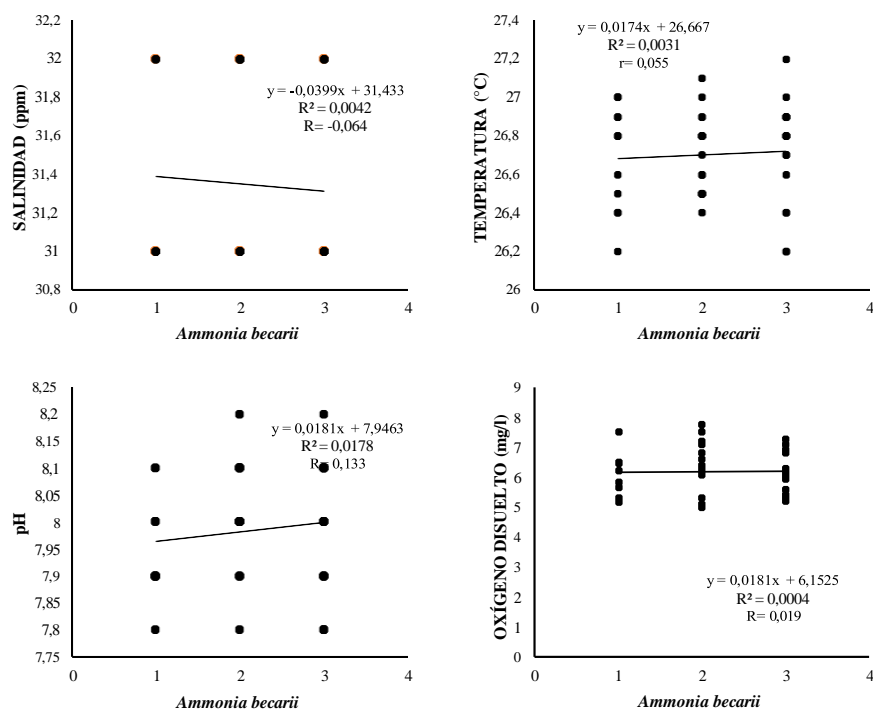 32,2
32
31,8
31,6
31,4
31,2
31
30,8
SALINIDAD (ppm)
y = -0,0399x + 31,433
R² = 0,0042
R= -0,064
0 1 2 3 4
Ammonia becarii
27,4
27,2
27
26,8
26,6
26,4
26,2
26
TEMPERATURA (°C)
y = 0,0174x + 26,667
R² = 0,0031
r= 0,055
0 1 2 3 4
Ammonia becarii
8,25
8,2
8,15
8,1
8,05
8
7,95
7,9
7,85
7,8
7,75
pH
y = 0,0181x + 7,9463
R² = 0,0178
R= 0,133
0 1 2 3 4
Ammonia becarii
9
8
7
6
5
4
3
2
1
0
OXÍGENO DISUELTO (mg/l)
y = 0,0181x + 6,1525
R² = 0,0004
R= 0,019
0 1 2 3 4
Ammonia becarii